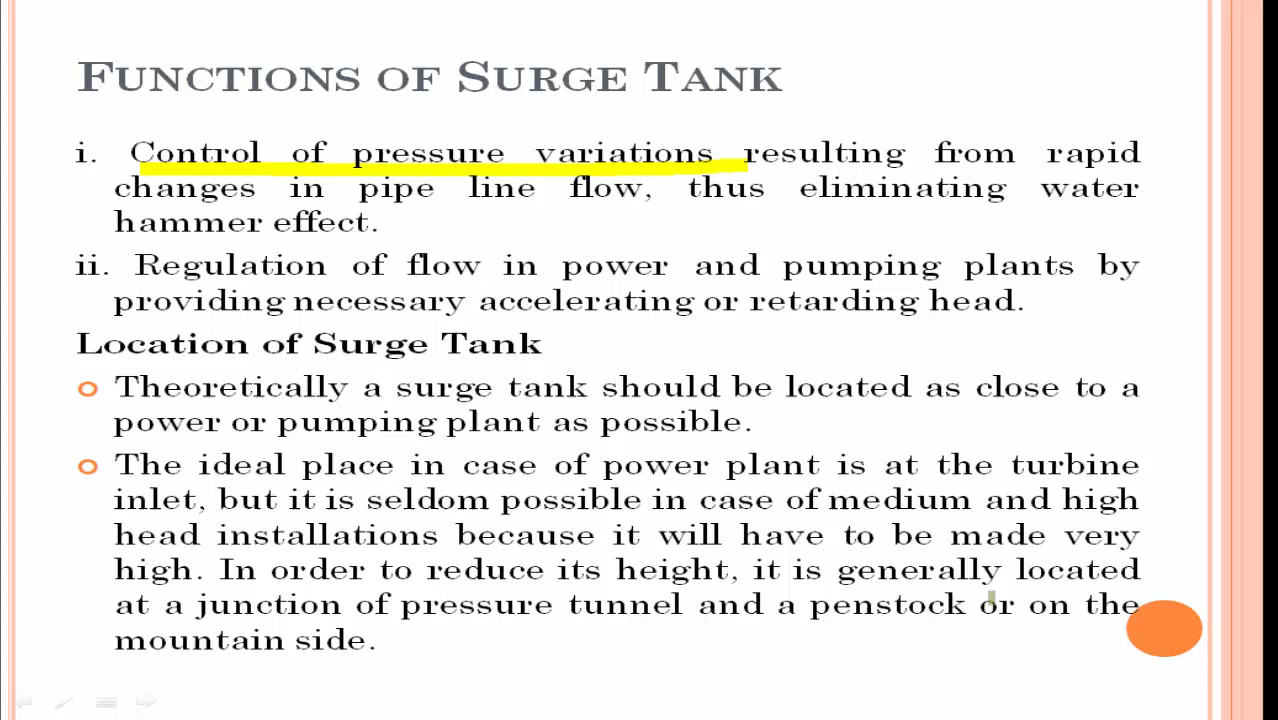 FUNCTIONS OF SURGE TANK
i. Control of pressure variations resulting from rapid
changes in pipe line flow, thus eliminating water
hammer effect.
ii. Regulation of flow in power and pumping plants by
providing necessary accelerating or retarding head.
Location of Surge Tank
Theoretically a surge tank should be located as close to a
power or pumping plant as possible.
The ideal place in case of power plant is at the turbine
inlet, but it is seldom possible in case of medium and high
head installations because it will have to be made very
high. In order to reduce its height, it is generally located
at a junction of pressure tunnel and a penstock or on the
mountain side.